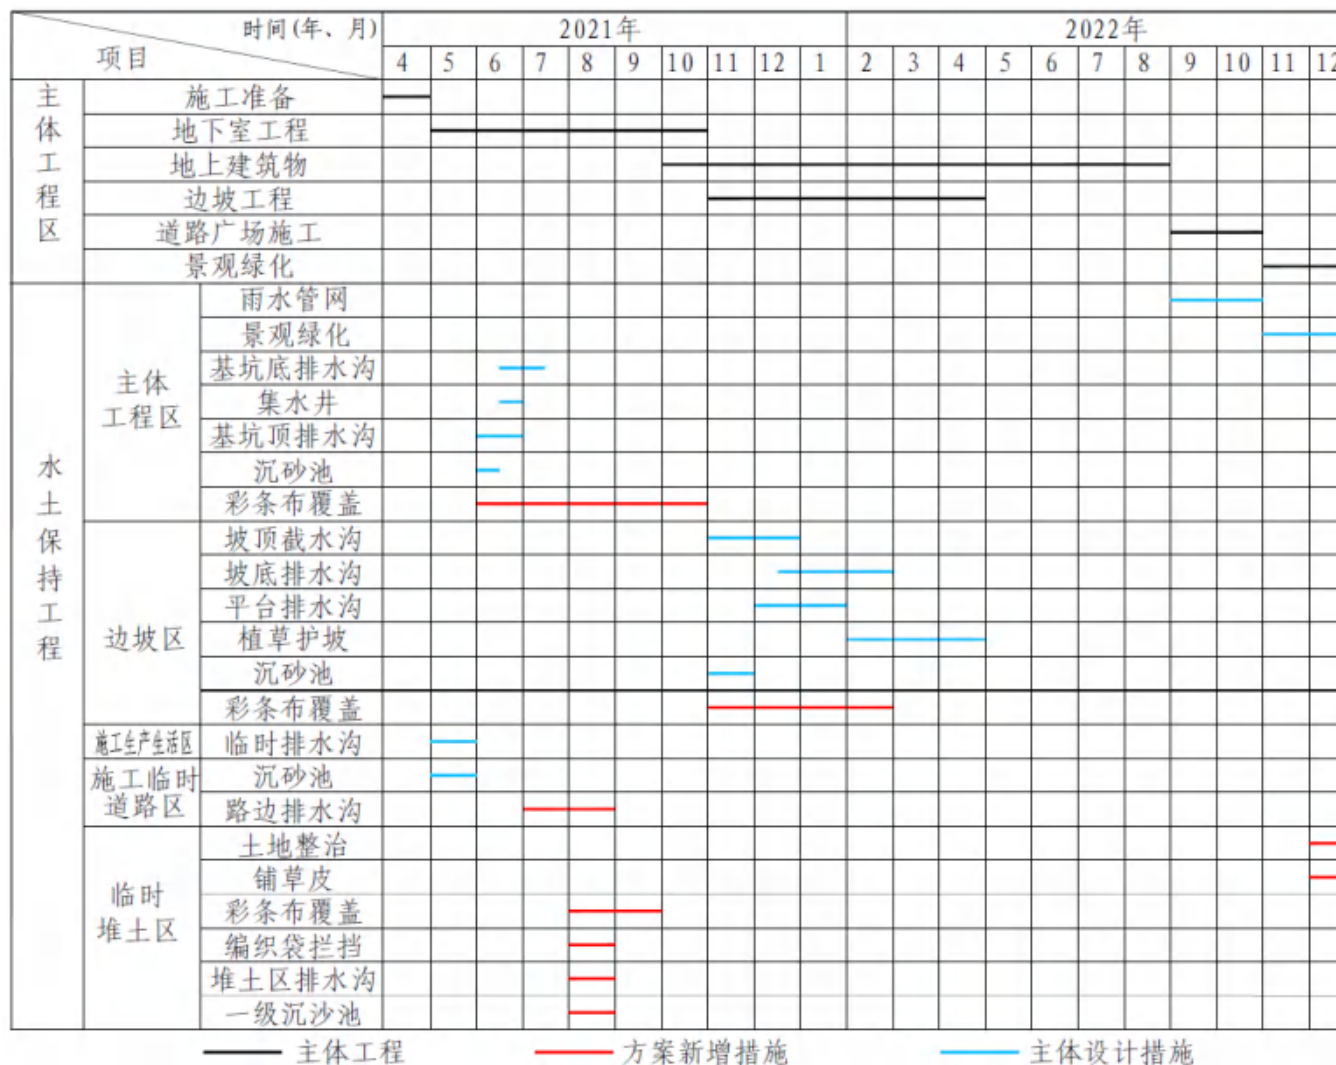 时间(年、月)
项目
2021年
2022年
4 5 6 7 8 9 10 11 12 1 2 3 4 5 6 7 8 9 10 11 12
主体工程区
施工准备
地下室工程
地上建筑物
边坡工程
道路广场施工
景观绿化
水土保持工程
主体
工程区
雨水管网
景观绿化
基坑底排水沟
集水井
基坑顶排水沟
沉砂池
彩条布覆盖
边坡区
坡顶截水沟
坡底排水沟
平台排水沟
植草护坡
沉砂池
彩条布覆盖
施工生产生活区
临时排水沟
施工临时
道路区
沉砂池
路边排水沟
临时
堆土区
土地整治
铺草皮
彩条布覆盖
编织袋拦挡
堆土区排水沟
一级沉沙池
主体工程
方案新增措施
主体设计措施